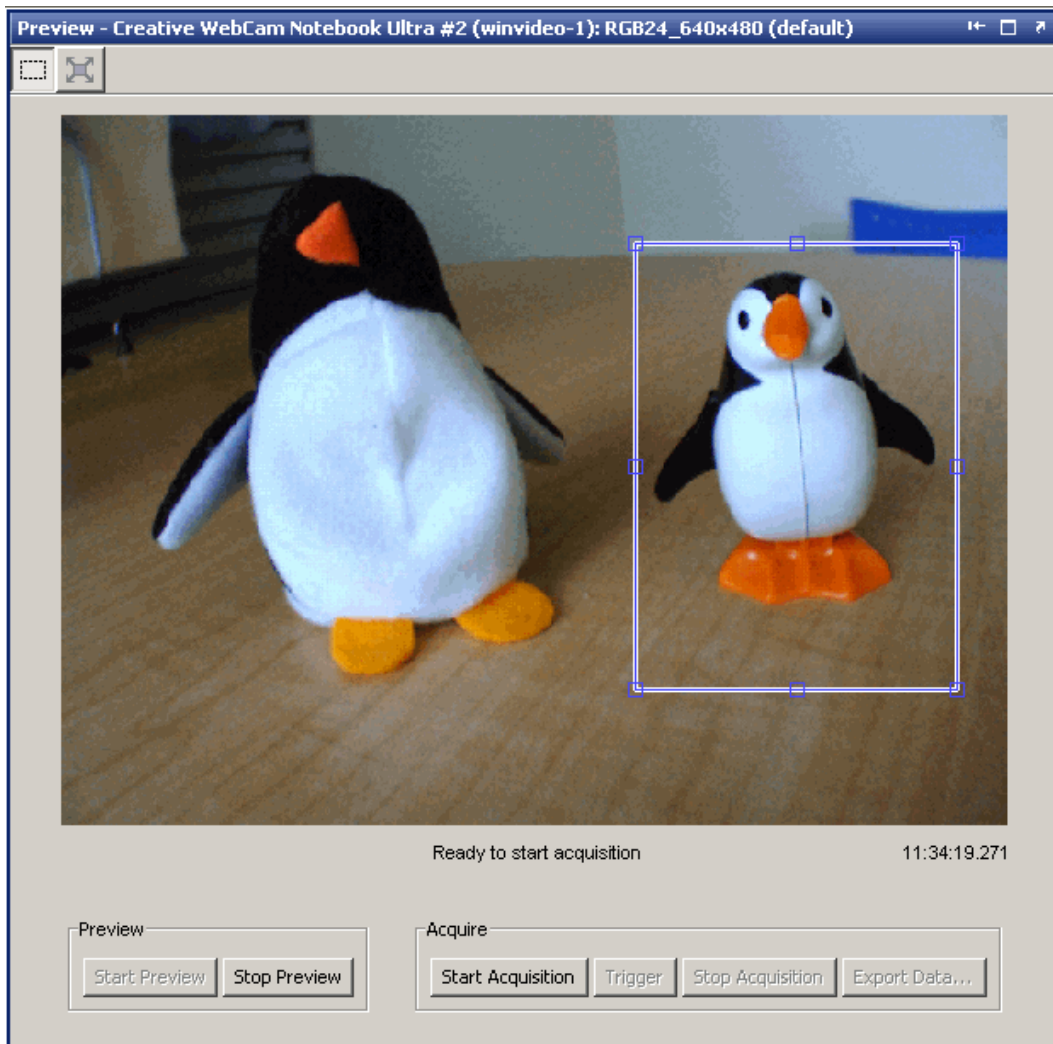 Preview - Creative WebCam Notebook Ultra #2 (winvideo-1): RGB24_640x480 (default)
Ready to start acquisition 11:34:19.271
Preview Acquire
Start Preview Stop Preview Start Acquisition Trigger Stop Acquisition Export Data...